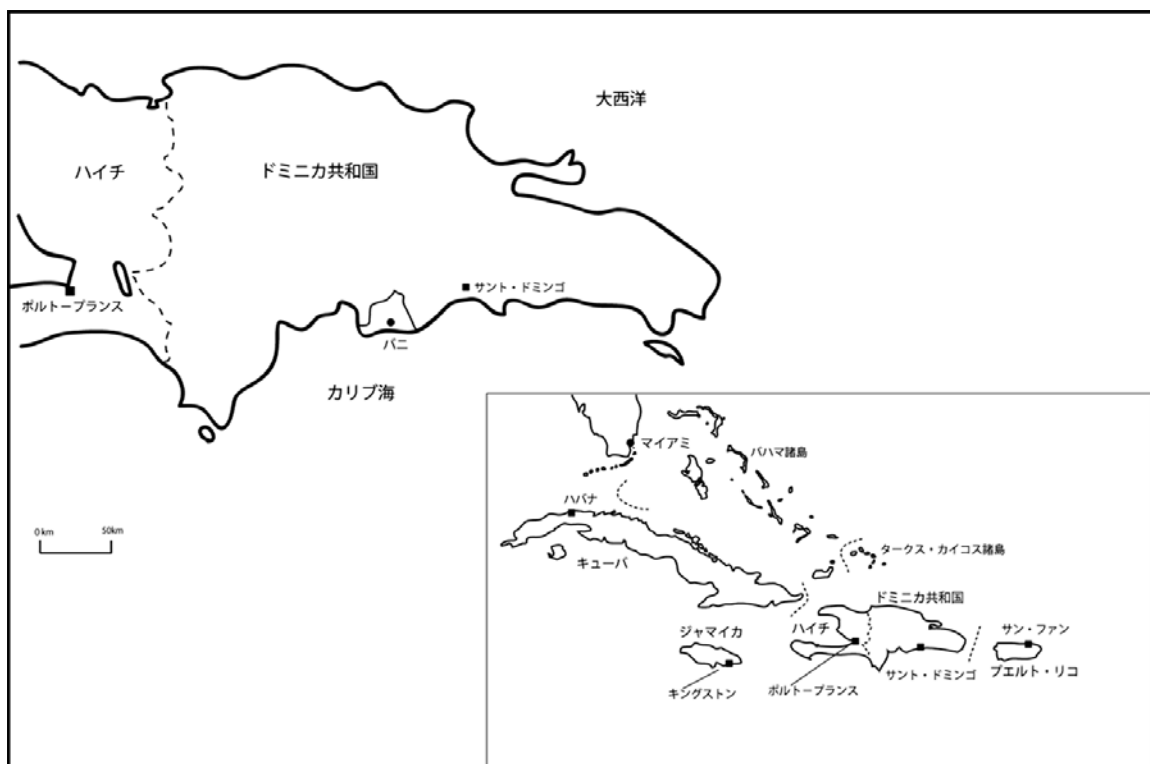 大西洋
ハイチ
ドミニカ共和国
サント・ドミンゴ
ポルトープランス
バニ
カリブ海
0 km
50km
マイアミ
バハマ諸島
ハバナ
キューバ
タークス・カイコス諸島
ドミニカ共和国
ジャマイカ
ハイチ
サン・ファン
サント・ドミンゴ
プエルト・リコ
キングストン
ポルトープランス